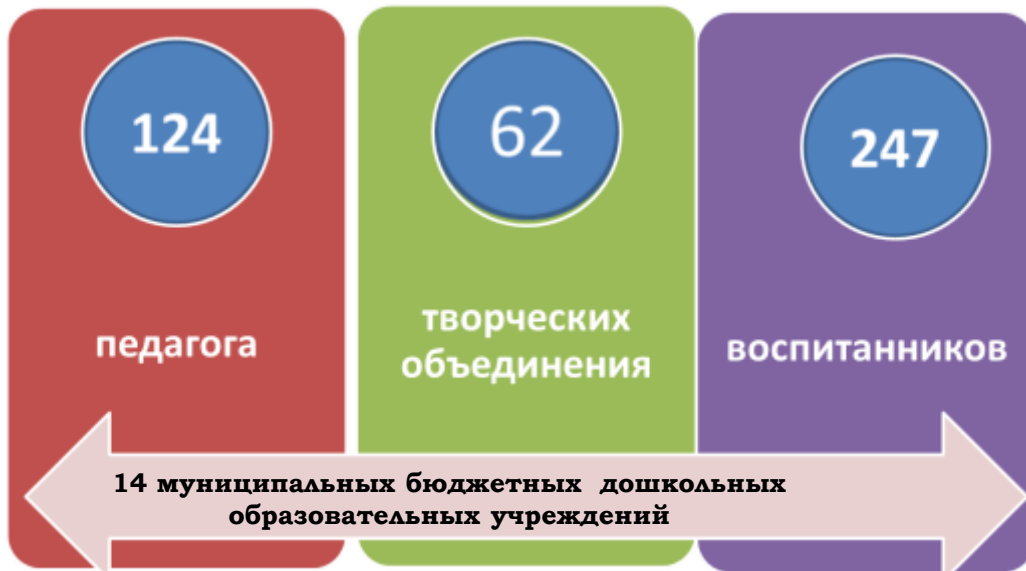 124
педагога
62
творческих
объединения
247
воспитанников
14 муниципальных бюджетных дошкольных
образовательных учреждений